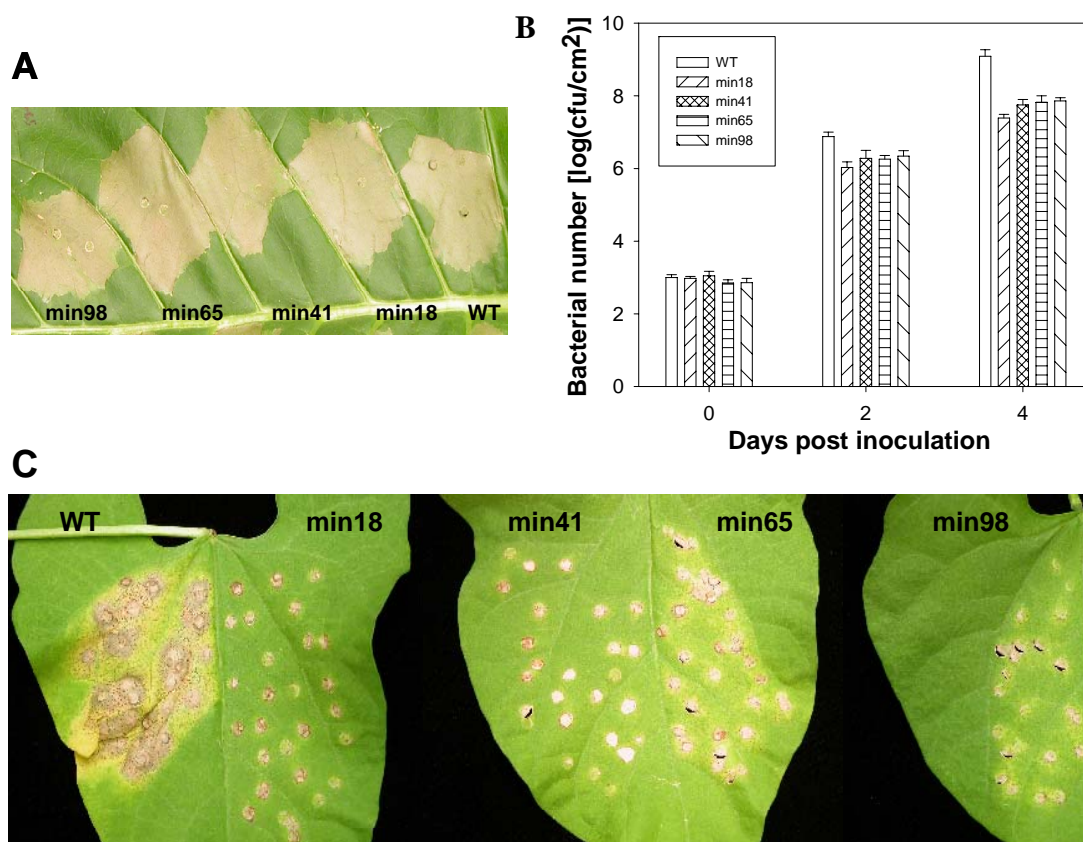 A
min98 min65 min41 min18 WT
B
Bacterial number [log(cfu/cm2)]
10
8
6
4
2
0
WT
min18
min41
min65
min98
0 2 4
Days post inoculation
C
WT min18 min41 min65 min98